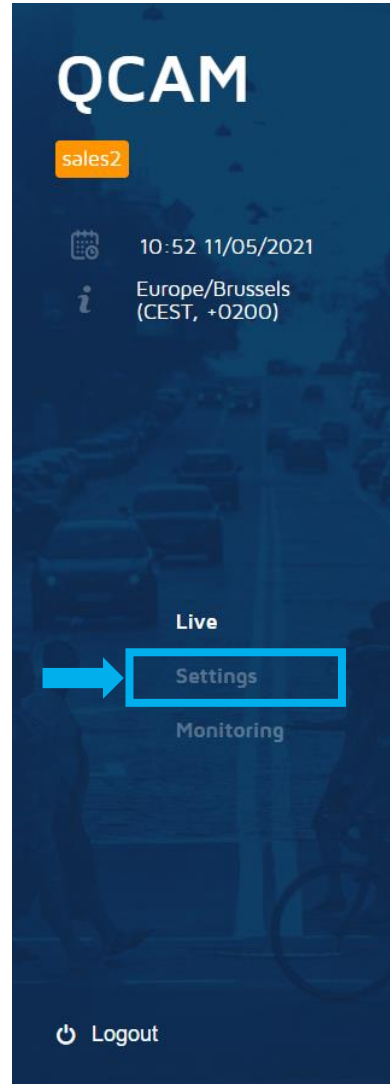 QCAM
sales2
10:52 11/05/2021
Europe/Brussels
(CEST, +0200)
Live
Settings
Monitoring
Logout